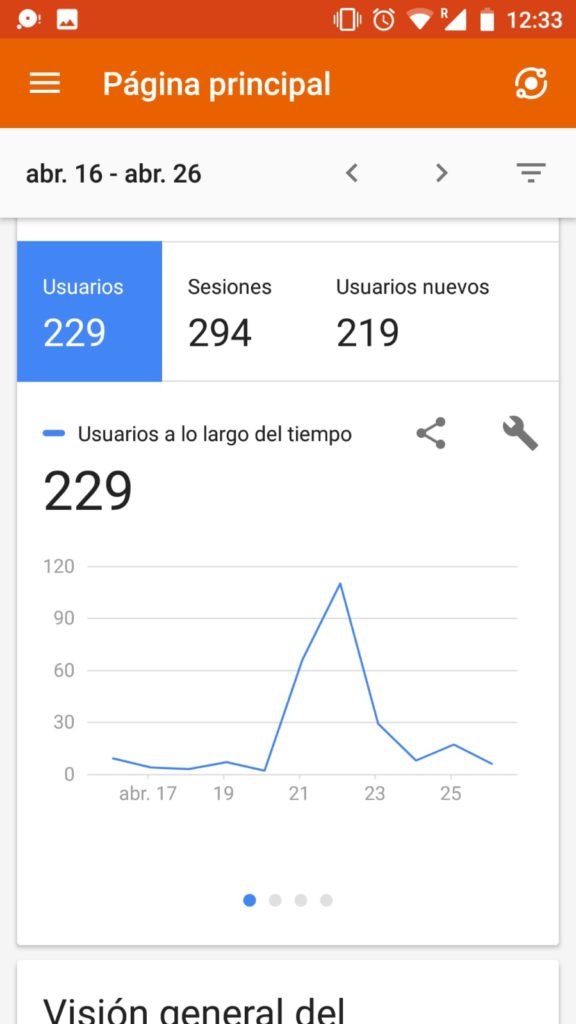 R 12:33
Página principal
abr. 16 - abr. 26
Usuarios Sesiones Usuarios nuevos
229 294 219
Usuarios a lo largo del tiempo
229
120
90
60
30
0
abr. 17 19 21 23 25
Visión general del